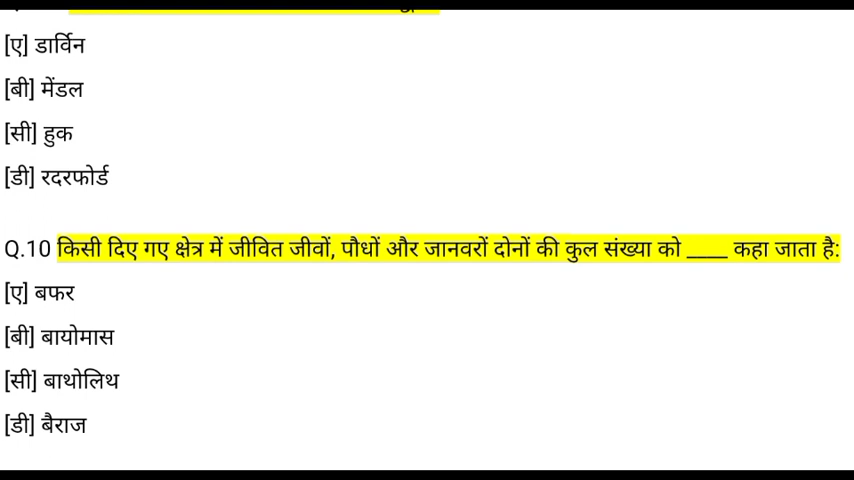 [ए] डार्विन
[बी] मेंडल
[सी] हुक
[डी] रदरफोर्ड
Q.10 किसी दिए गए क्षेत्र में जीवित जीवों, पौधों और जानवरों दोनों की कुल संख्या को ____ कहा जाता है:
[ए] बफर
[बी] बायोमास
[सी] बाथोलिथ
[डी] बैराज